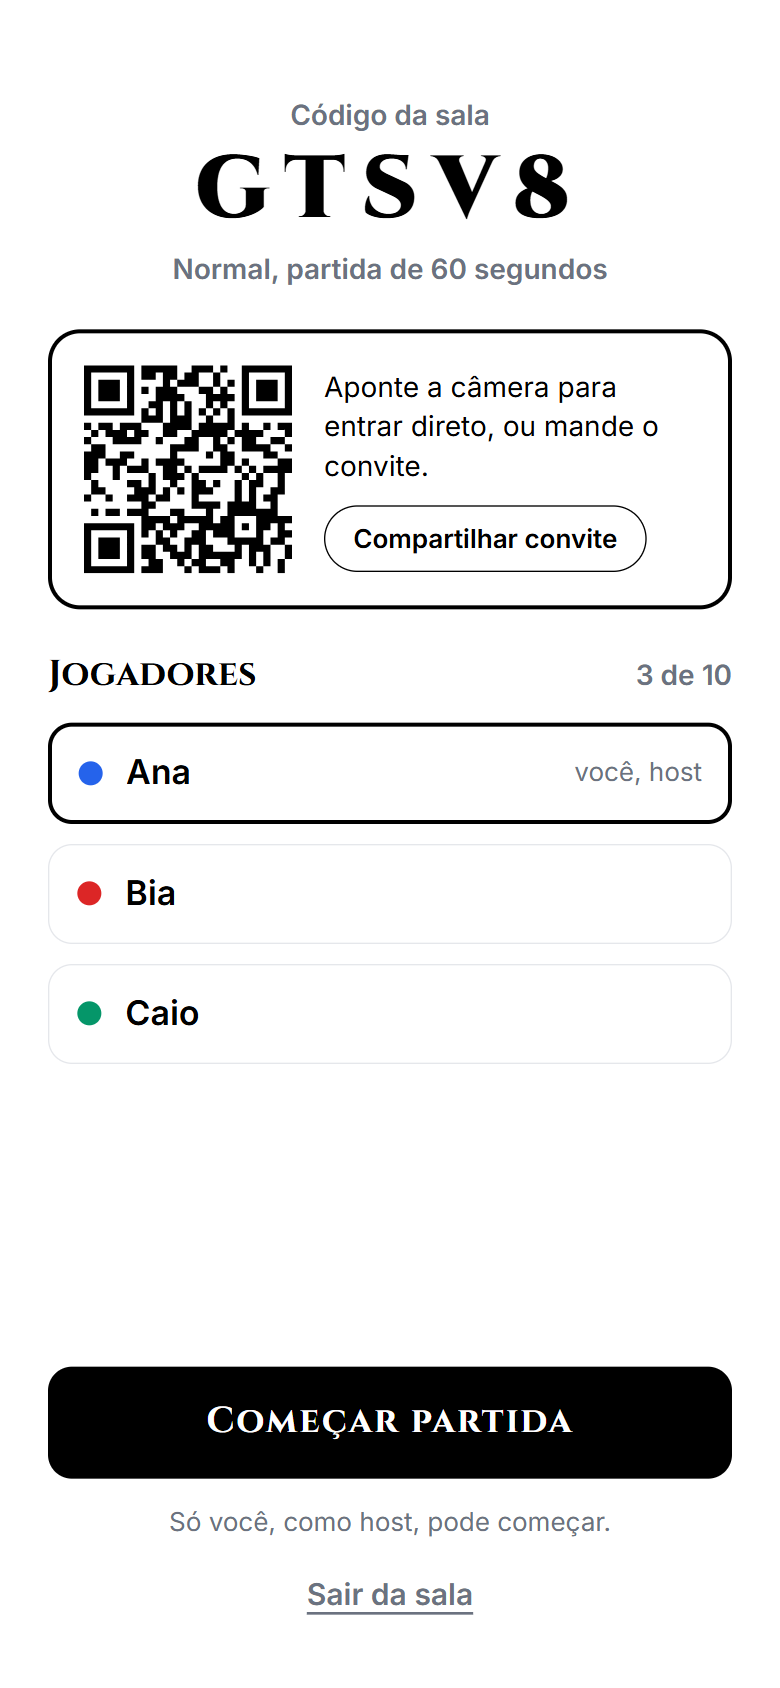 Código da sala
GTSV8
Normal, partida de 60 segundos
Aponte a câmera para
entrar direto, ou mande o
convite.
Compartilhar convite
Jogadores
3 de 10
Ana
você, host
Bia
Caio
Começar partida
Só você, como host, pode começar.
Sair da sala